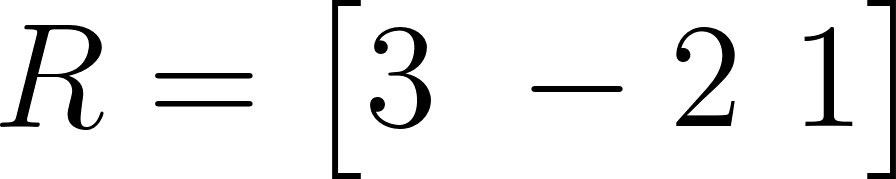 R = [3 − 2 1]